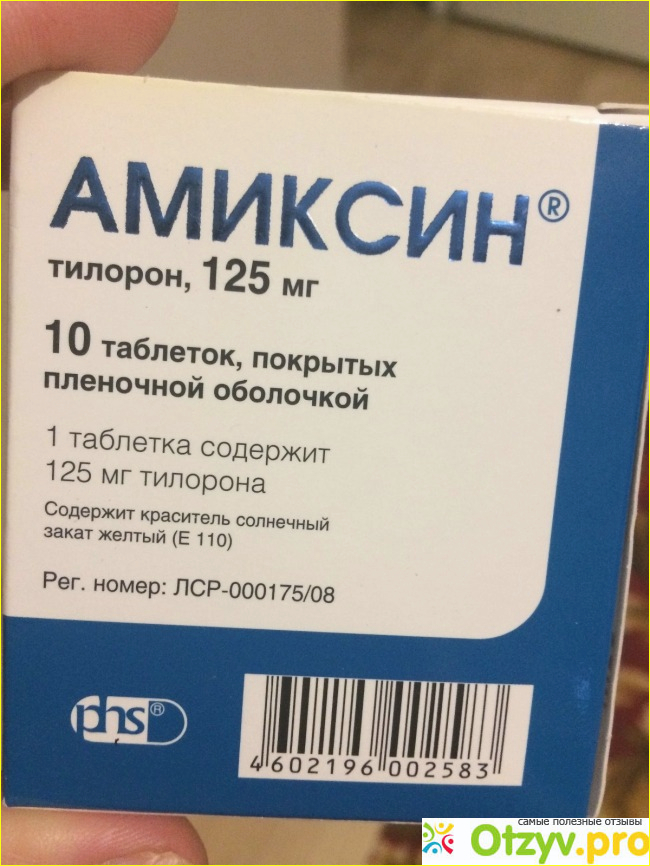 АМИКСИН®
тилорон, 125 мг
10 таблеток, покрытых
пленочной оболочкой
1 таблетка содержит
125 мг тилорона
Содержит краситель солнечный
закат желтый (Е 110)
Рег. номер: ЛСР-000175/08
phs®
4 602196 002583
самые полезные отзывы
Otzyv.pro